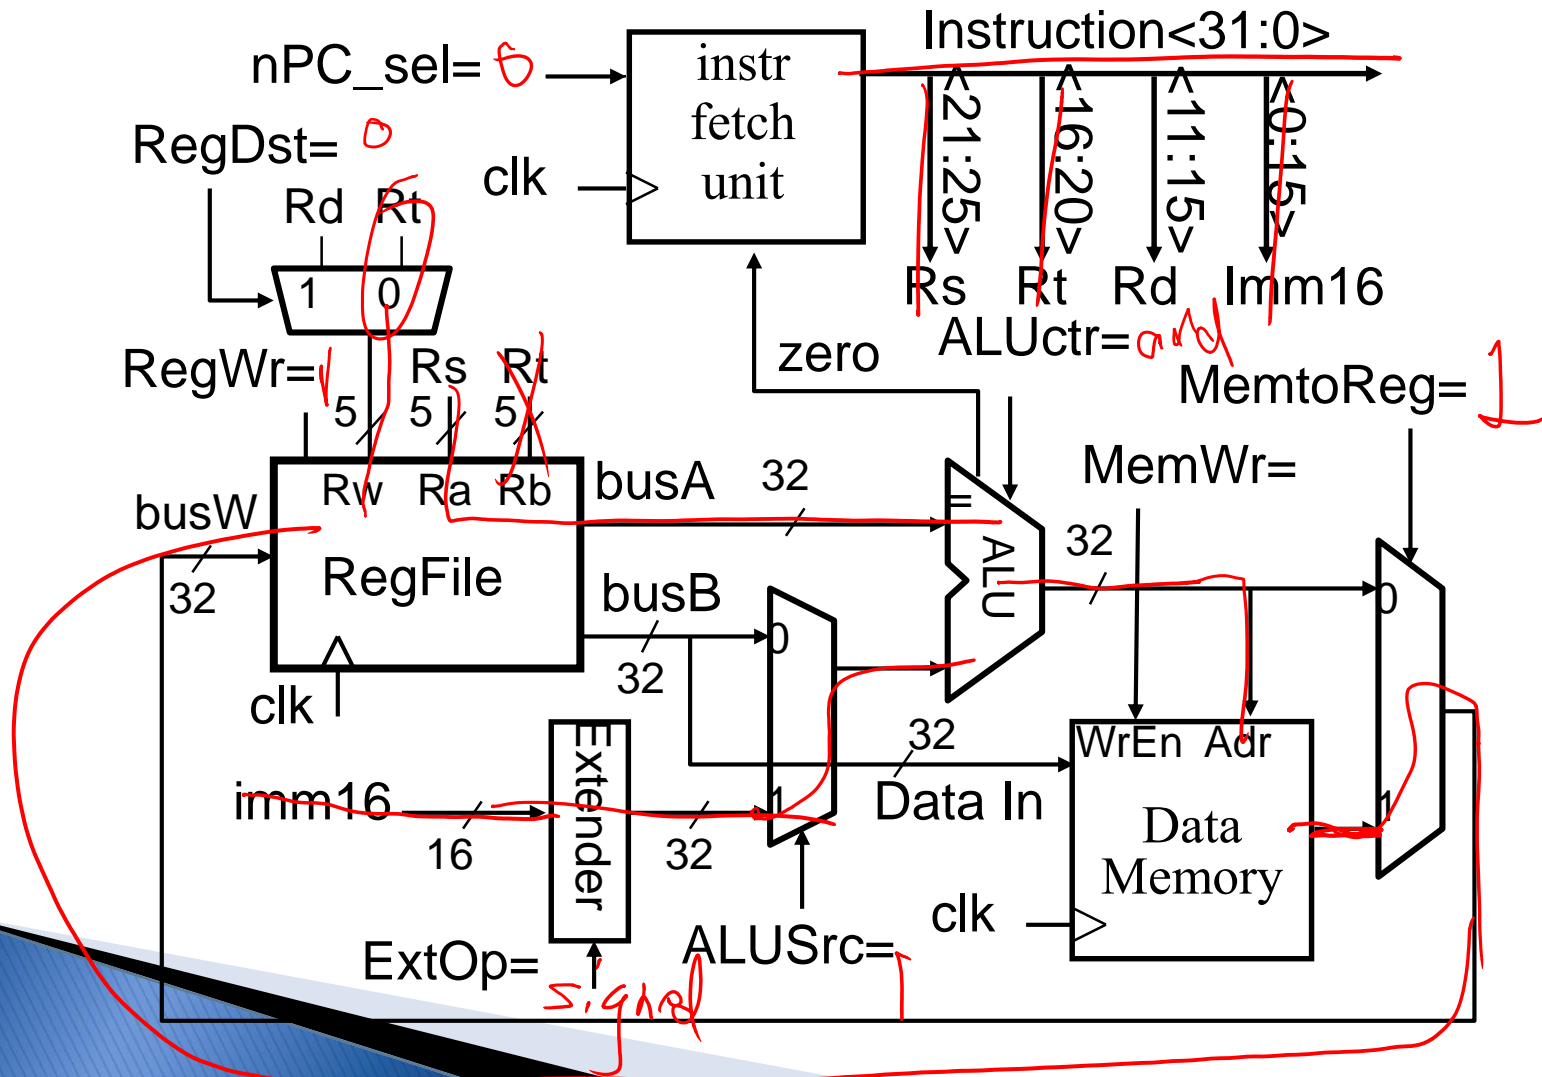 Instruction<31:0>
nPC_sel= 0
instr
fetch
unit
RegDst= 0
clk
<21:25>
<16:20>
<11:15>
<0:15>
Rd Rt
1 0
Rs Rt Rd Imm16
zero
ALUctr= add
MemtoReg= 1
RegWr= 1
Rs Rt
5 5 5
MemWr=
Rw Ra Rb
busA
32
busW
=
ALU
32
32
RegFile
busB
0
0
32
clk
WrEn Adr
32
Extender
imm16
16
32
1
Data In
1
Data
Memory
clk
ExtOp= signed
ALUSrc= 1